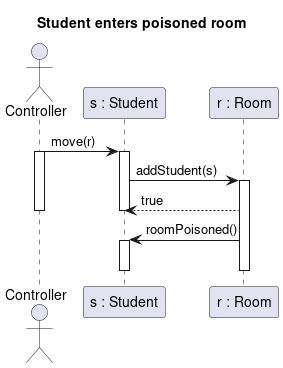 Student enters poisoned room
Controller
s : Student
r : Room
move(r)
addStudent(s)
true
roomPoisoned()
Controller
s : Student
r : Room